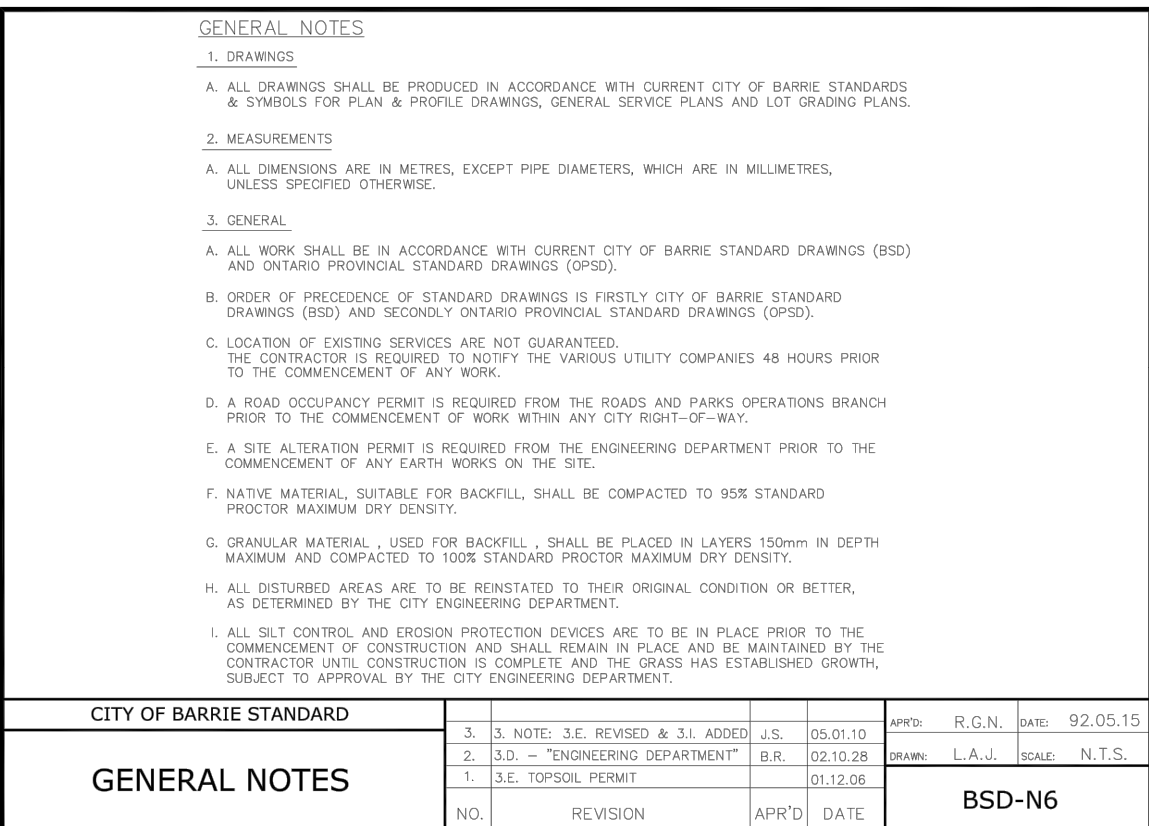 GENERAL NOTES
1. DRAWINGS
A. ALL DRAWINGS SHALL BE PRODUCED IN ACCORDANCE WITH CURRENT CITY OF BARRIE STANDARDS
& SYMBOLS FOR PLAN & PROFILE DRAWINGS, GENERAL SERVICE PLANS AND LOT GRADING PLANS.
2. MEASUREMENTS
A. ALL DIMENSIONS ARE IN METRES, EXCEPT PIPE DIAMETERS, WHICH ARE IN MILLIMETRES,
UNLESS SPECIFIED OTHERWISE.
3. GENERAL
A. ALL WORK SHALL BE IN ACCORDANCE WITH CURRENT CITY OF BARRIE STANDARD DRAWINGS (BSD)
AND ONTARIO PROVINCIAL STANDARD DRAWINGS (OPSD).
B. ORDER OF PRECEDENCE OF STANDARD DRAWINGS IS FIRSTLY CITY OF BARRIE STANDARD
DRAWINGS (BSD) AND SECONDLY ONTARIO PROVINCIAL STANDARD DRAWINGS (OPSD).
C. LOCATION OF EXISTING SERVICES ARE NOT GUARANTEED.
THE CONTRACTOR IS REQUIRED TO NOTIFY THE VARIOUS UTILITY COMPANIES 48 HOURS PRIOR
TO THE COMMENCEMENT OF ANY WORK.
D. A ROAD OCCUPANCY PERMIT IS REQUIRED FROM THE ROADS AND PARKS OPERATIONS BRANCH
PRIOR TO THE COMMENCEMENT OF WORK WITHIN ANY CITY RIGHT-OF-WAY.
E. A SITE ALTERATION PERMIT IS REQUIRED FROM THE ENGINEERING DEPARTMENT PRIOR TO THE
COMMENCEMENT OF ANY EARTH WORKS ON THE SITE.
F. NATIVE MATERIAL, SUITABLE FOR BACKFILL, SHALL BE COMPACTED TO 95% STANDARD
PROCTOR MAXIMUM DRY DENSITY.
G. GRANULAR MATERIAL , USED FOR BACKFILL , SHALL BE PLACED IN LAYERS 150mm IN DEPTH
MAXIMUM AND COMPACTED TO 100% STANDARD PROCTOR MAXIMUM DRY DENSITY.
H. ALL DISTURBED AREAS ARE TO BE REINSTATED TO THEIR ORIGINAL CONDITION OR BETTER,
AS DETERMINED BY THE CITY ENGINEERING DEPARTMENT.
I. ALL SILT CONTROL AND EROSION PROTECTION DEVICES ARE TO BE IN PLACE PRIOR TO THE
COMMENCEMENT OF CONSTRUCTION AND SHALL REMAIN IN PLACE AND BE MAINTAINED BY THE
CONTRACTOR UNTIL CONSTRUCTION IS COMPLETE AND THE GRASS HAS ESTABLISHED GROWTH,
SUBJECT TO APPROVAL BY THE CITY ENGINEERING DEPARTMENT.
CITY OF BARRIE STANDARD
GENERAL NOTES
3. 3. NOTE: 3.E. REVISED & 3.I. ADDED J.S. 05.01.10
2. 3.D. - "ENGINEERING DEPARTMENT" B.R. 02.10.28
1. 3.E. TOPSOIL PERMIT 01.12.06
NO. REVISION APR'D DATE
APR'D: R.G.N. DATE: 92.05.15
DRAWN: L.A.J. SCALE: N.T.S.
BSD-N6